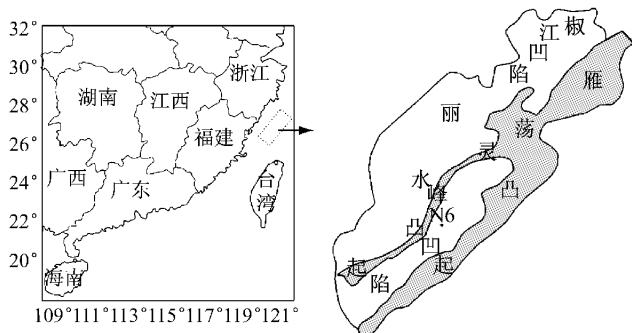 32°
30°
28°
26°
24°
22°
20°
109°111°113°115°117°119°121°
浙江
湖南
江西
福建
广西
广东
台湾
海南
椒江凹陷
雁荡凸起
丽水凹陷
灵峰凸起
N6